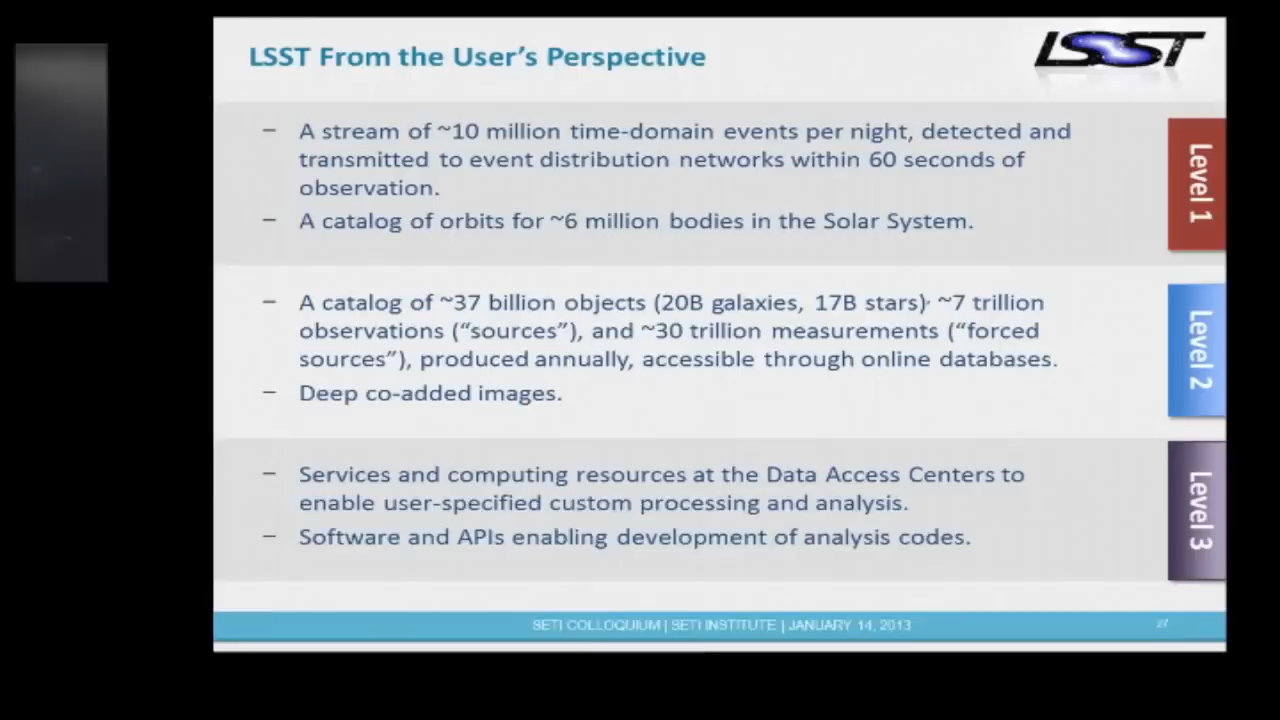 LSST From the User's Perspective
LSST
– A stream of ~10 million time-domain events per night, detected and
transmitted to event distribution networks within 60 seconds of
observation.
– A catalog of orbits for ~6 million bodies in the Solar System.
Level 1
– A catalog of ~37 billion objects (20B galaxies, 17B stars), ~7 trillion
observations (“sources”), and ~30 trillion measurements (“forced
sources”), produced annually, accessible through online databases.
– Deep co-added images.
Level 2
– Services and computing resources at the Data Access Centers to
enable user-specified custom processing and analysis.
– Software and APIs enabling development of analysis codes.
Level 3
SETI COLLOQUIUM | SETI INSTITUTE | JANUARY 14, 2013
27